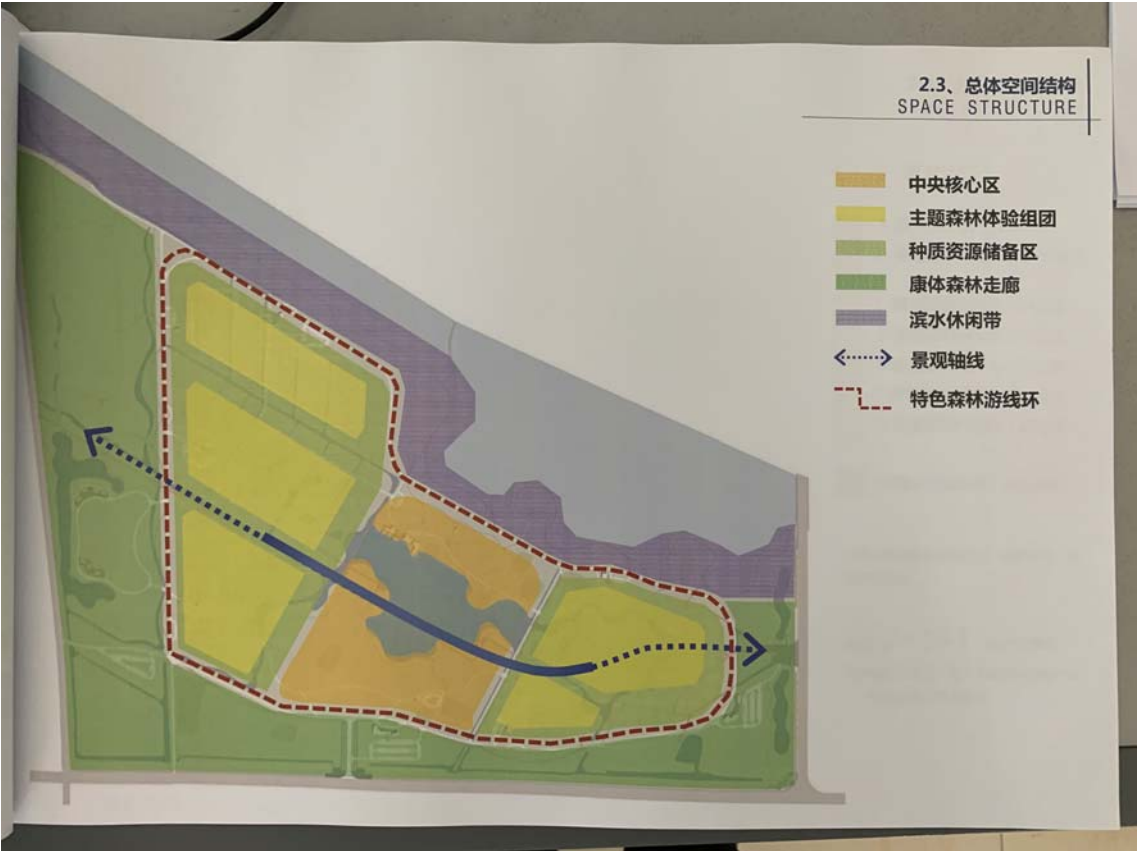 2.3、总体空间结构
SPACE STRUCTURE
中央核心区
主题森林体验组团
种质资源储备区
康体森林走廊
滨水休闲带
景观轴线
特色森林游线环